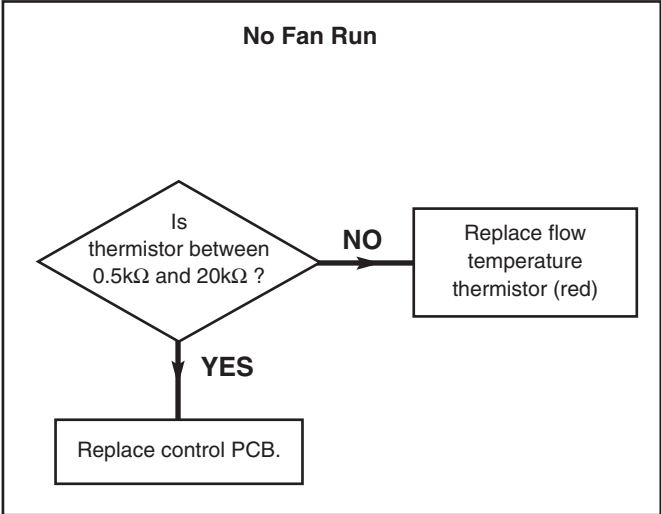 No Fan Run
Is
thermistor between
0.5kΩ and 20kΩ ?
NO
Replace flow
temperature
thermistor (red)
YES
Replace control PCB.